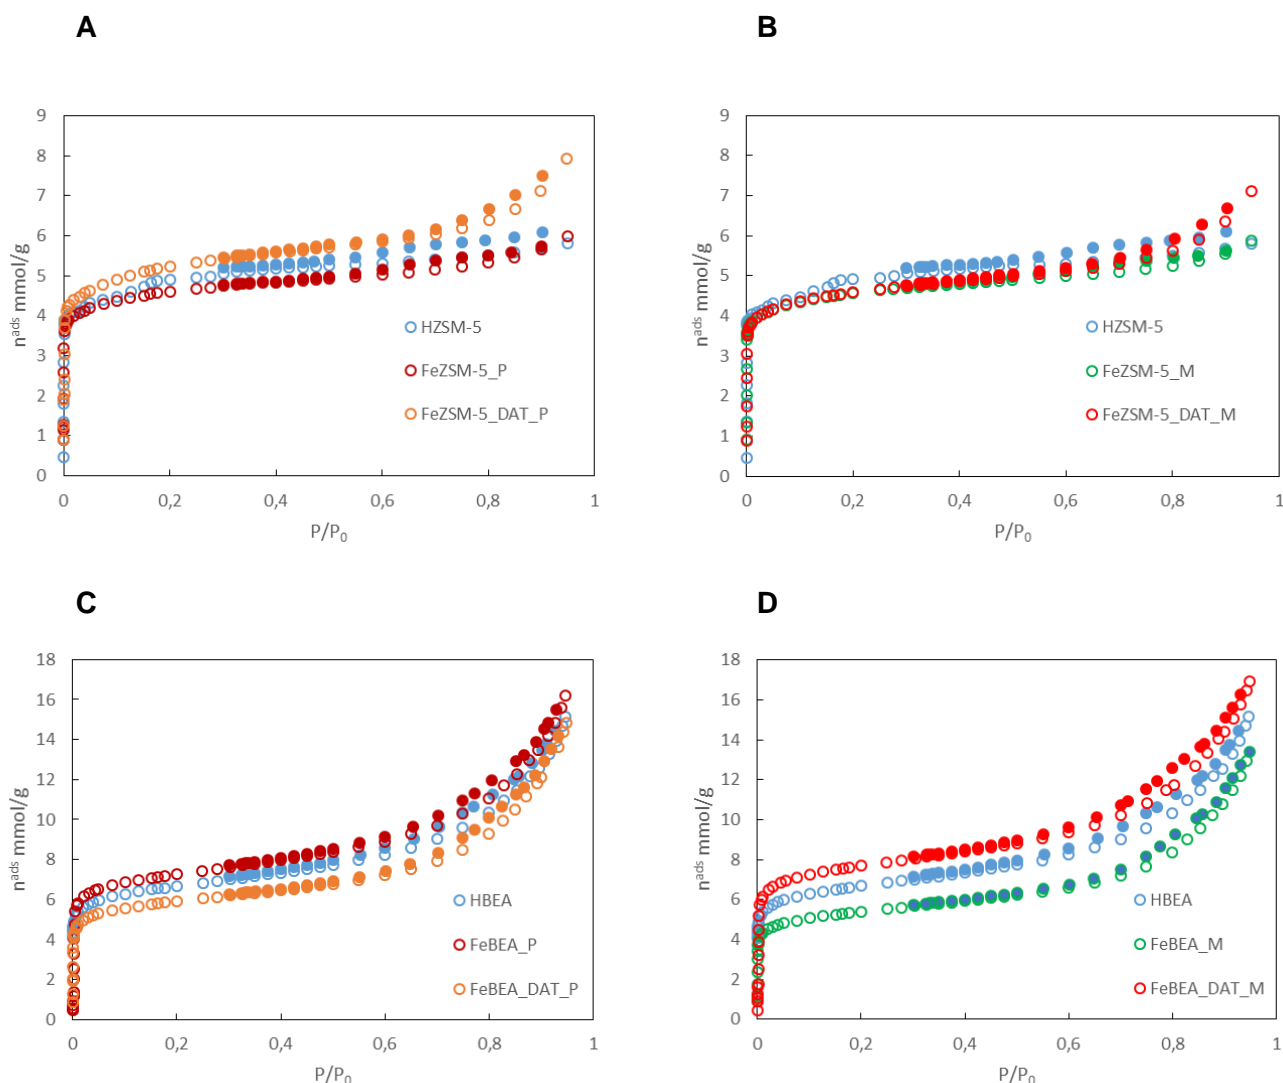 A
9
8
7
6
5
4
3
2
1
0
n^ads mmol/g
HZSM-5
FeZSM-5_P
FeZSM-5_DAT_P
0
0,2
0,4
0,6
0,8
1
P/P₀
B
9
8
7
6
5
4
3
2
1
0
n^ads mmol/g
HZSM-5
FeZSM-5_M
FeZSM-5_DAT_M
0
0,2
0,4
0,6
0,8
1
P/P₀
C
18
16
14
12
10
8
6
4
2
0
n^ads mmol/g
HBEA
FeBEA_P
FeBEA_DAT_P
0
0,2
0,4
0,6
0,8
1
P/P₀
D
18
16
14
12
10
8
6
4
2
0
n^ads mmol/g
HBEA
FeBEA_M
FeBEA_DAT_M
0
0,2
0,4
0,6
0,8
1
P/P₀